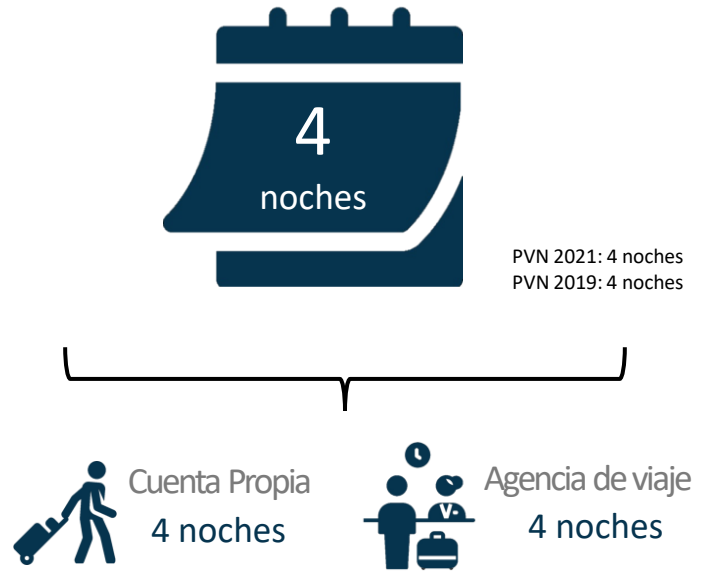 4
noches
PVN 2021: 4 noches
PVN 2019: 4 noches
Cuenta Propia
4 noches
V.
Agencia de viaje
4 noches